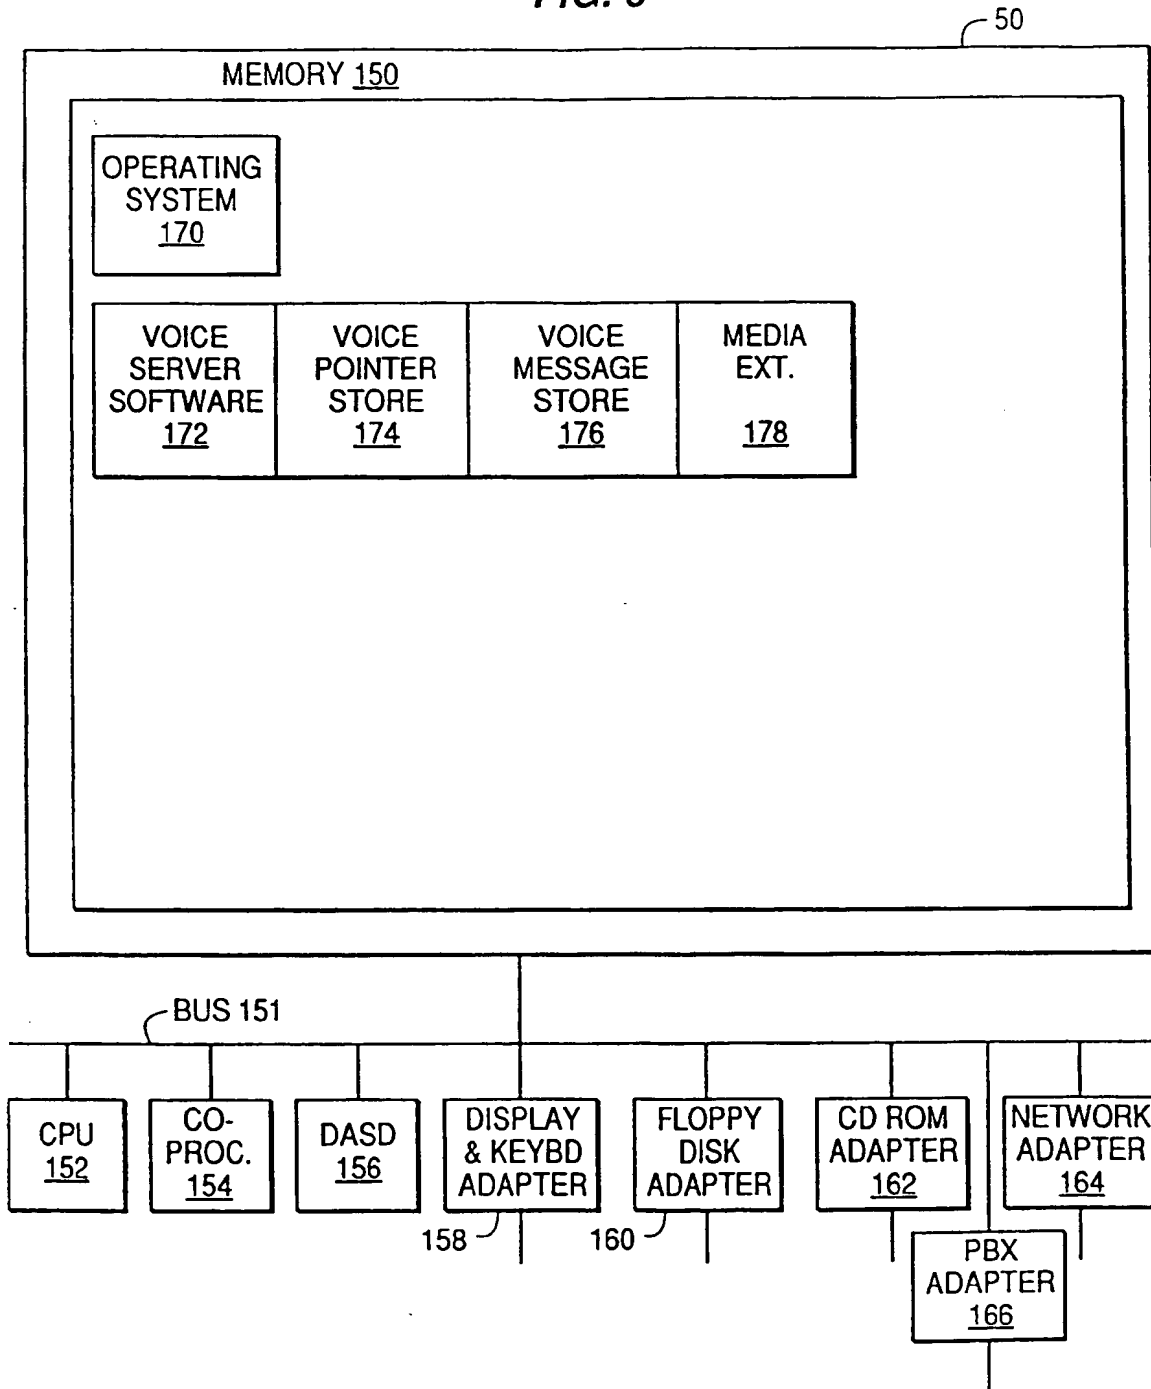 50
MEMORY 150
OPERATING
SYSTEM
170
VOICE
SERVER
SOFTWARE
172
VOICE
POINTER
STORE
174
VOICE
MESSAGE
STORE
176
MEDIA
EXT.
178
BUS 151
CPU
152
CO-
PROC.
154
DASD
156
DISPLAY
& KEYBD
ADAPTER
158
FLOPPY
DISK
ADAPTER
160
CD ROM
ADAPTER
162
NETWORK
ADAPTER
164
PBX
ADAPTER
166